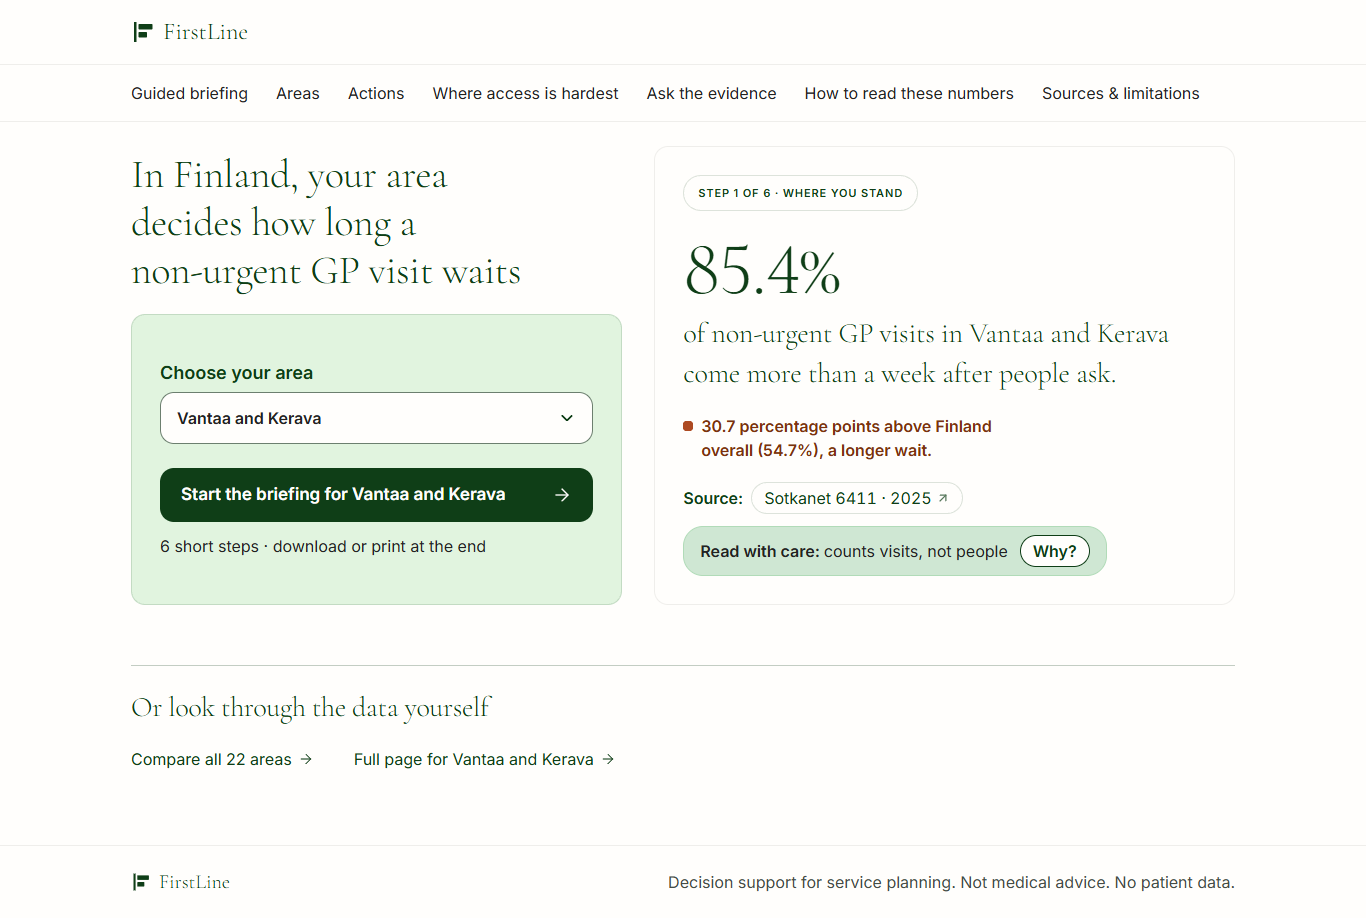 FirstLine
Guided briefing
Areas
Actions
Where access is hardest
Ask the evidence
How to read these numbers
Sources & limitations
In Finland, your area
decides how long a
non-urgent GP visit waits
Choose your area
Vantaa and Kerava
Start the briefing for Vantaa and Kerava →
6 short steps · download or print at the end
STEP 1 OF 6 · WHERE YOU STAND
85.4%
of non-urgent GP visits in Vantaa and Kerava
come more than a week after people ask.
30.7 percentage points above Finland
overall (54.7%), a longer wait.
Source: Sotkanet 6411 · 2025 ↗
Read with care: counts visits, not people Why?
Or look through the data yourself
Compare all 22 areas →
Full page for Vantaa and Kerava →
FirstLine
Decision support for service planning. Not medical advice. No patient data.